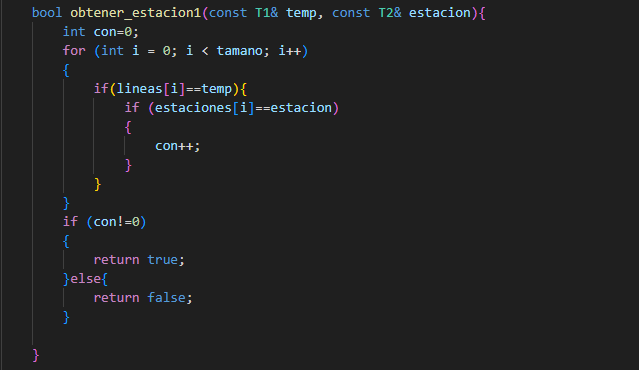 bool obtener_estacion1(const T1& temp, const T2& estacion){
int con=0;
for (int i = 0; i < tamano; i++)
{
if(lineas[i]==temp){
if (estaciones[i]==estacion)
{
con++;
}
}
}
if (con!=0)
{
return true;
}else{
return false;
}
}